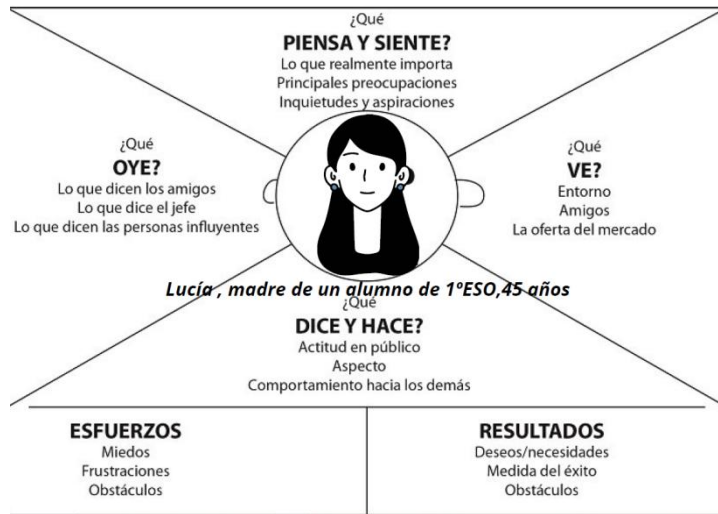 ¿Qué
PIENSA Y SIENTE?
Lo que realmente importa
Principales preocupaciones
Inquietudes y aspiraciones
¿Qué
OYE?
Lo que dicen los amigos
Lo que dice el jefe
Lo que dicen las personas influyentes
¿Qué
VE?
Entorno
Amigos
La oferta del mercado
Lucía , madre de un alumno de 1ºESO,45 años
¿Qué
DICE Y HACE?
Actitud en público
Aspecto
Comportamiento hacia los demás
ESFUERZOS
Miedos
Frustraciones
Obstáculos
RESULTADOS
Deseos/necesidades
Medida del éxito
Obstáculos